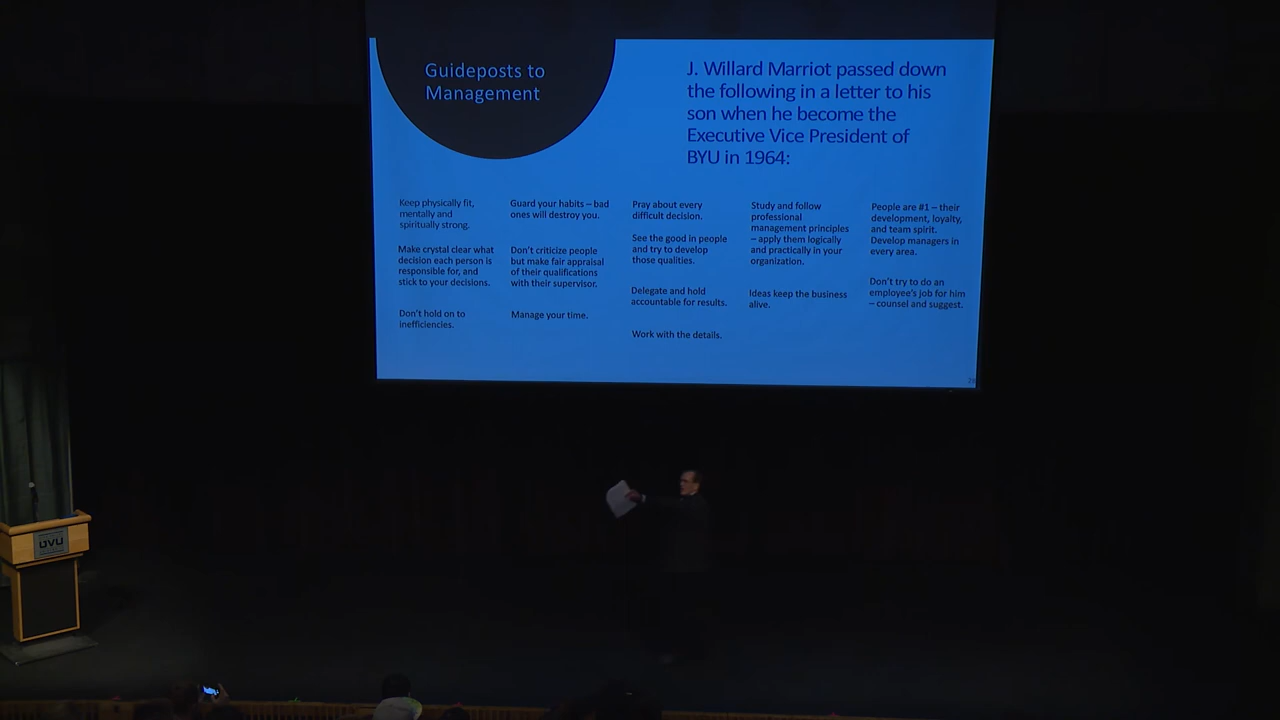 Guideposts to
Management
J. Willard Marriot passed down
the following in a letter to his
son when he become the
Executive Vice President of
BYU in 1964:
Keep physically fit,
mentally and
spiritually strong.
Make crystal clear what
decision each person is
responsible for, and
stick to your decisions.
Don't hold on to
inefficiencies.
Guard your habits – bad
ones will destroy you.
Don't criticize people
but make fair appraisal
of their qualifications
with their supervisor.
Manage your time.
Pray about every
difficult decision.
See the good in people
and try to develop
those qualities.
Delegate and hold
accountable for results.
Work with the details.
Study and follow
professional
management principles
– apply them logically
and practically in your
organization.
Ideas keep the business
alive.
People are #1 – their
development, loyalty,
and team spirit.
Develop managers in
every area.
Don't try to do an
employee's job for him
– counsel and suggest.
UVU